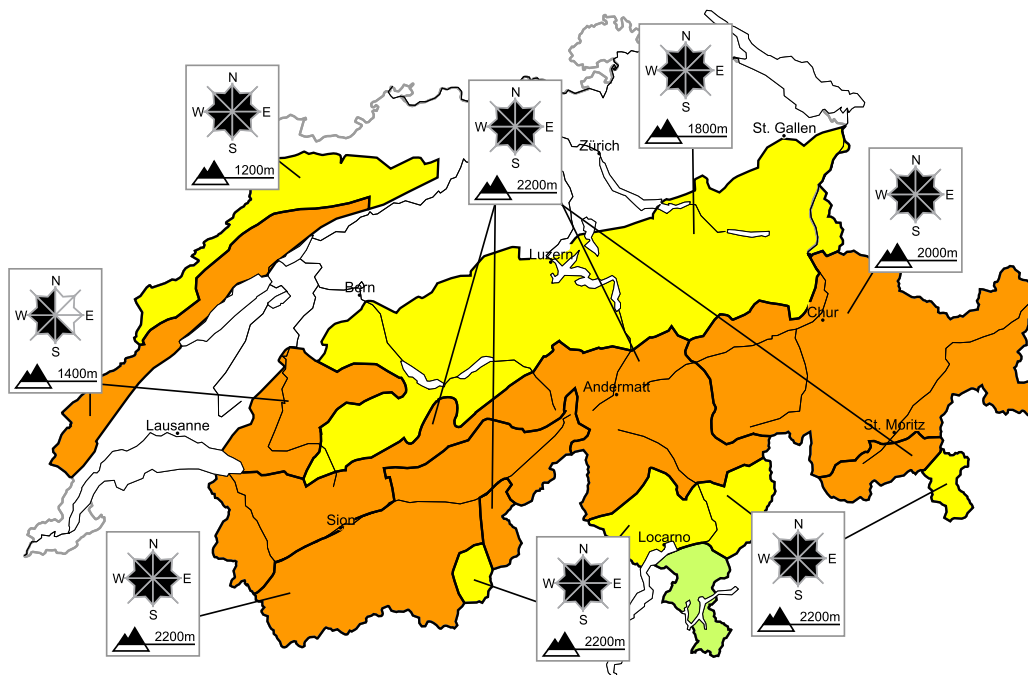 N
W E
S
1800m
St. Gallen
N
W E
S
1200m
N
W E
S
2200m
Zürich
N
W E
S
2000m
Luzern
Bern
N
W E
S
1400m
Chur
Andermatt
St. Moritz
Lausanne
Sion
Locarno
N
W E
S
2200m
N
W E
S
2200m
N
W E
S
2200m